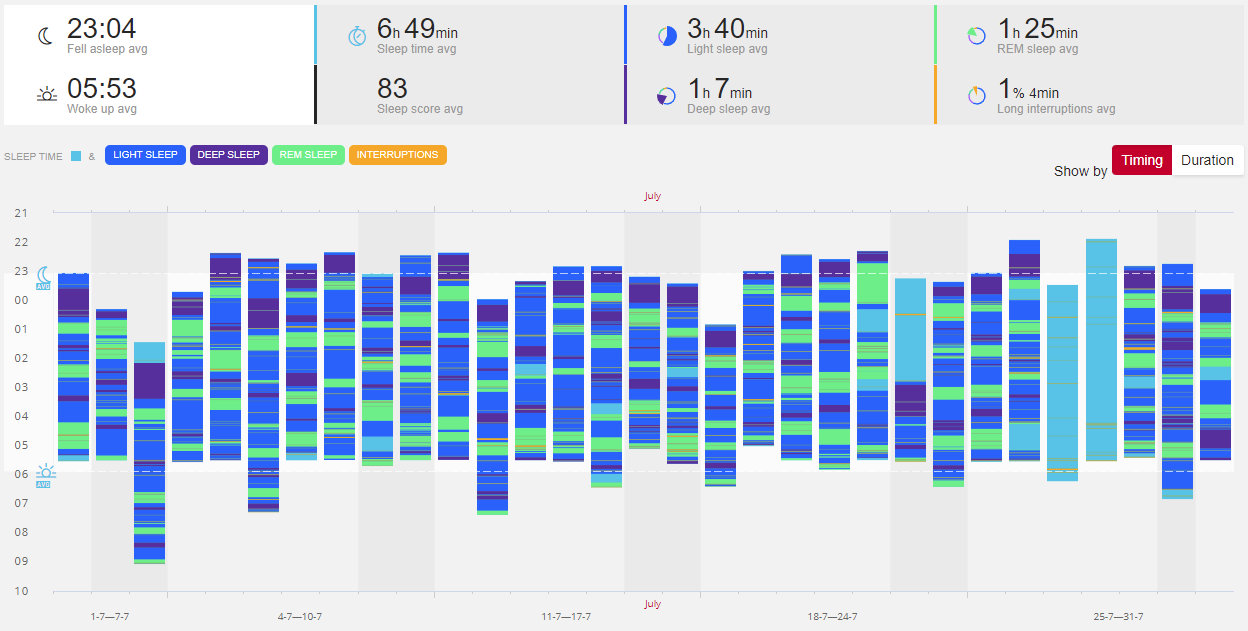 23:04
Fell asleep avg
6h 49min
Sleep time avg
3h 40min
Light sleep avg
1h 25min
REM sleep avg
05:53
Woke up avg
83
Sleep score avg
1h 7min
Deep sleep avg
1% 4min
Long interruptions avg
SLEEP TIME & LIGHT SLEEP DEEP SLEEP REM SLEEP INTERRUPTIONS
Show by Timing Duration
July
21
22
23
AVG
00
01
02
03
04
05
06
AVG
07
08
09
10
July
1-7—7-7 4-7—10-7 11-7—17-7 18-7—24-7 25-7—31-7